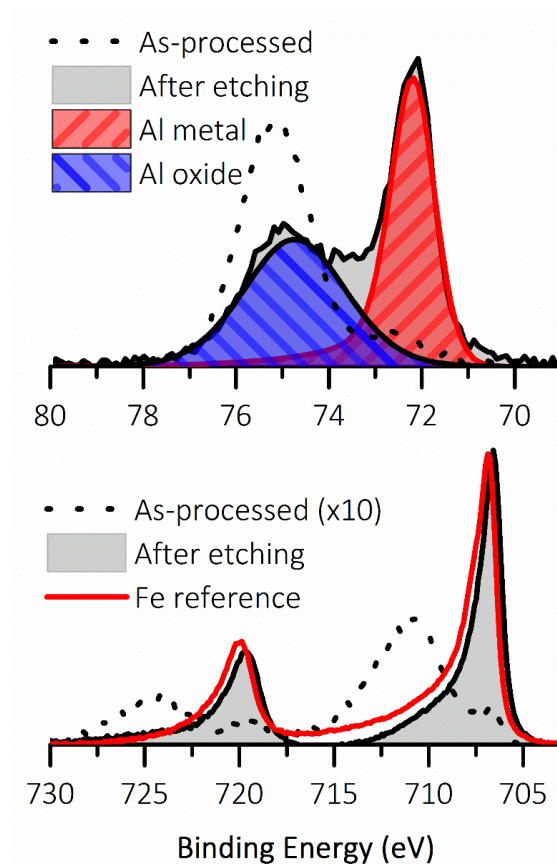 As-processed
After etching
Al metal
Al oxide
80 78 76 74 72 70
As-processed (x10)
After etching
Fe reference
730 725 720 715 710 705
Binding Energy (eV)